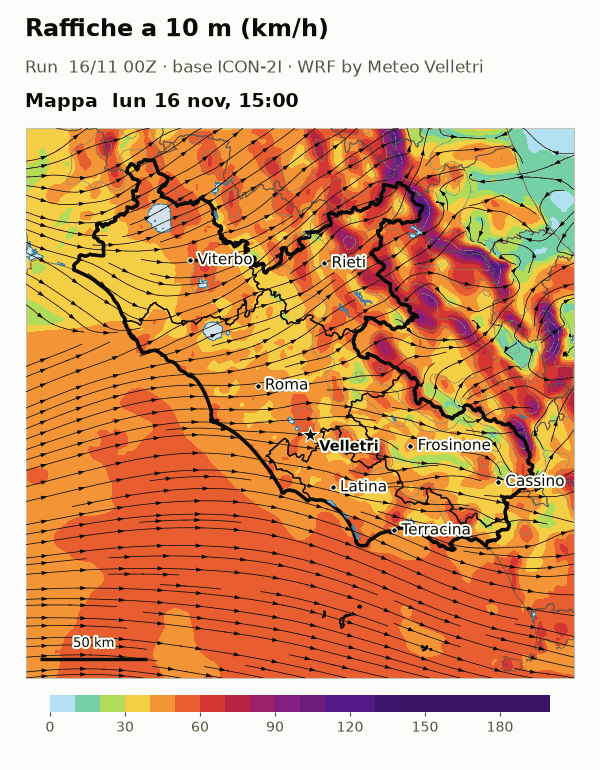 Raffiche a 10 m (km/h)
Run  16/11 00Z · base ICON-2I · WRF by Meteo Velletri
Mappa  lun 16 nov, 15:00
Viterbo
Rieti
Roma
Velletri
Frosinone
Cassino
Latina
Terracina
50 km
0 30 60 90 120 150 180